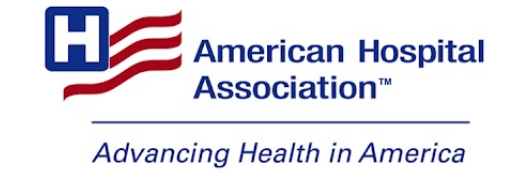 H
American Hospital
Association™
Advancing Health in America